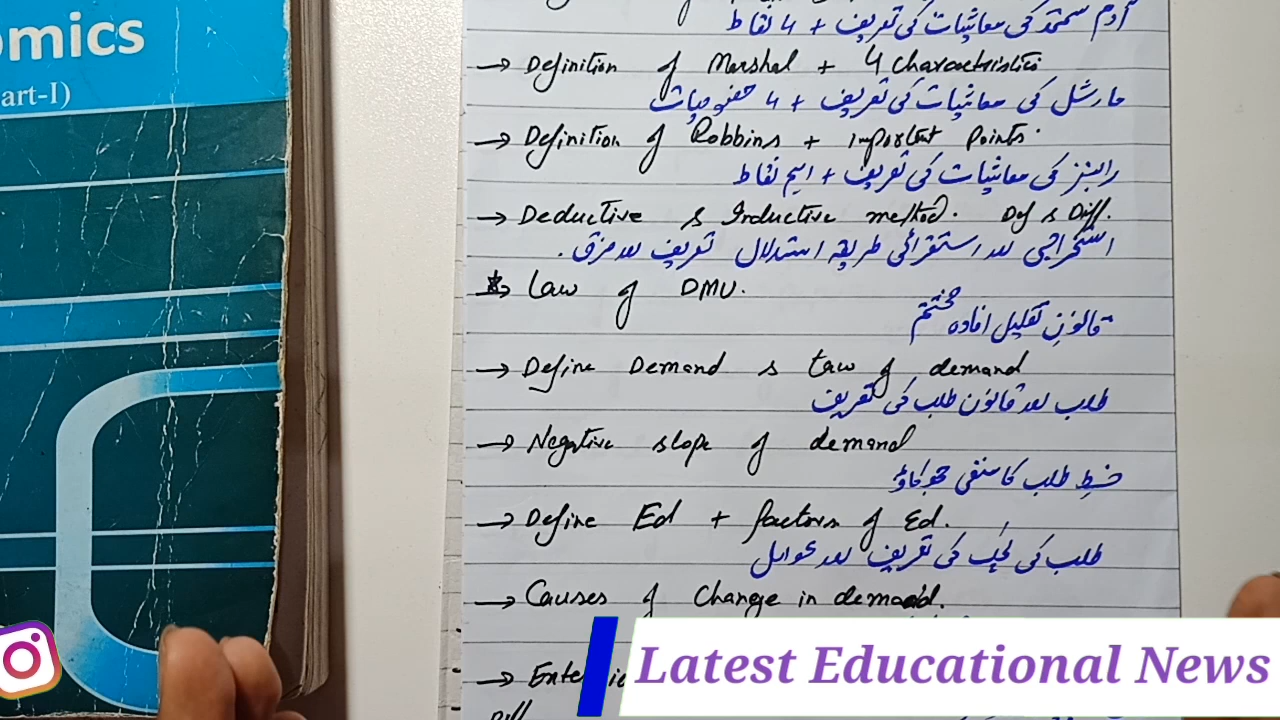 omics
art-I)
آدم سمتھ کی معاشیات کی تعریف + 4 نقاط
→ Definition of Marshal + 4 Characteristics
مارشل کی معاشیات کی تعریف + 4 خصوصیات
→ Definition of Robbins + important points.
رابنز کی معاشیات کی تعریف + اہم نقاط
→ Deductive & Inductive method. Def & Diff.
استخراجی اور استقرائی طریقہ استدلال تعریف اور فرق.
→ Law of DMU.
قانونِ تقلیل افادہ مختتم
→ Define Demand & Law of demand
طلب اور قانون طلب کی تعریف
→ Negative slope of demand
خطِ طلب کا منفی جھکاؤ
→ Define Ed + factors of Ed.
طلب کی لچک کی تعریف اور عوامل
→ Causes of Change in demand.
Latest Educational News